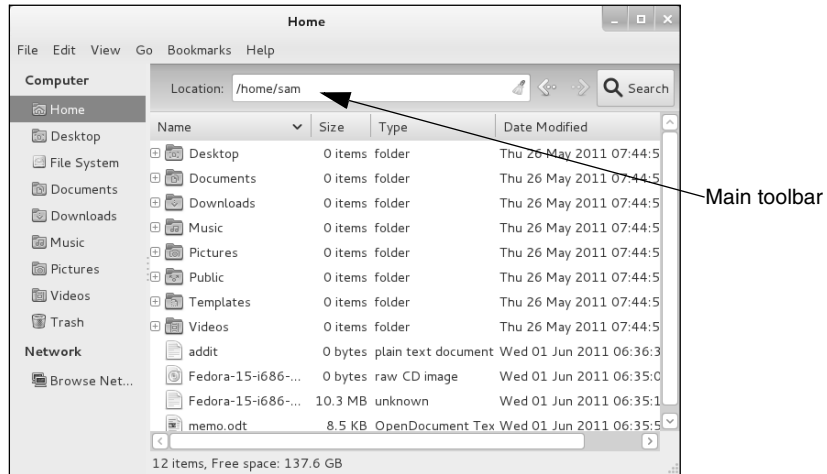 Home
File Edit View Go Bookmarks Help
Computer
Home
Desktop
File System
Documents
Downloads
Music
Pictures
Videos
Trash
Network
Browse Net...
Location: /home/sam Search
Name Size Type Date Modified
Desktop 0 items folder Thu 26 May 2011 07:44:5
Documents 0 items folder Thu 26 May 2011 07:44:5
Downloads 0 items folder Thu 26 May 2011 07:44:5
Music 0 items folder Thu 26 May 2011 07:44:5
Pictures 0 items folder Thu 26 May 2011 07:44:5
Public 0 items folder Thu 26 May 2011 07:44:5
Templates 0 items folder Thu 26 May 2011 07:44:5
Videos 0 items folder Thu 26 May 2011 07:44:5
addit 0 bytes plain text document Wed 01 Jun 2011 06:36:3
Fedora-15-i686-... 0 bytes raw CD image Wed 01 Jun 2011 06:35:0
Fedora-15-i686-... 10.3 MB unknown Wed 01 Jun 2011 06:35:1
memo.odt 8.5 KB OpenDocument Tex Wed 01 Jun 2011 06:35:5
12 items, Free space: 137.6 GB
Main toolbar